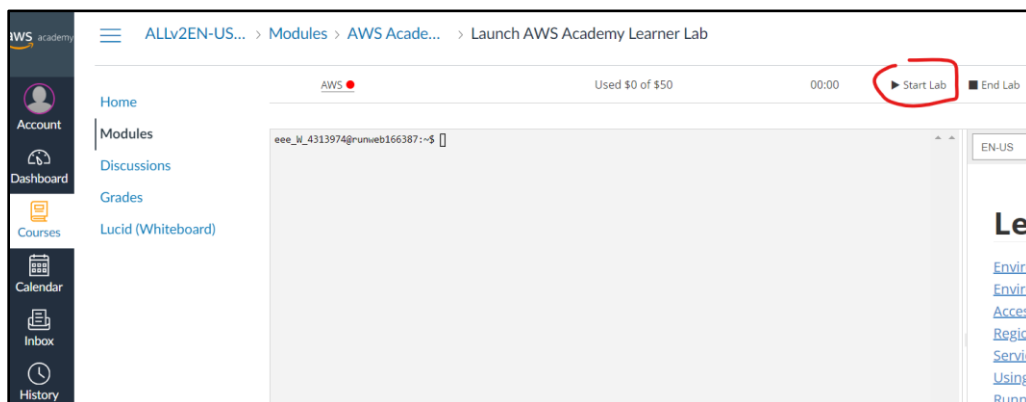 aws academy
ALLv2EN-US... > Modules > AWS Acade... > Launch AWS Academy Learner Lab
AWS Used $0 of $50 00:00 Start Lab End Lab
Account
Dashboard
Courses
Calendar
Inbox
History
Home
Modules
Discussions
Grades
Lucid (Whiteboard)
eee_W_4313974@runweb166387:~$
EN-US
Le
Envir
Envir
Acces
Regio
Servi
Using
Runn